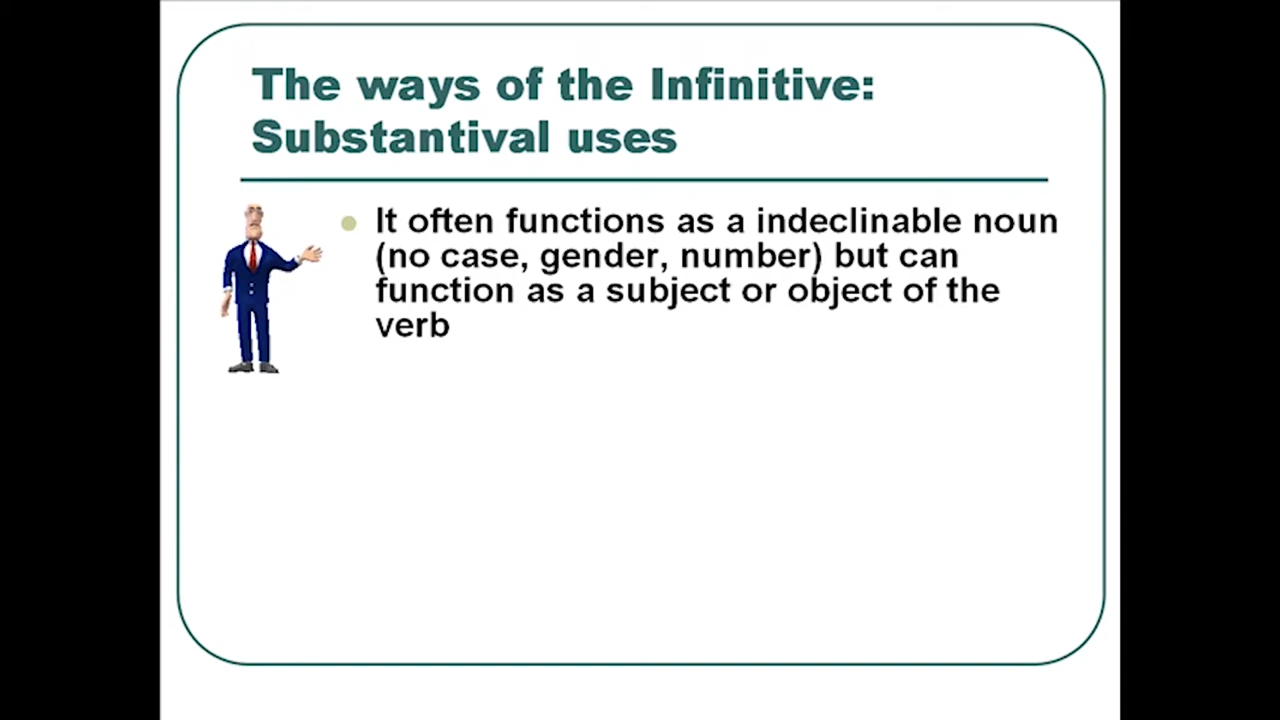 The ways of the Infinitive:
Substantival uses
It often functions as a indeclinable noun
(no case, gender, number) but can
function as a subject or object of the
verb